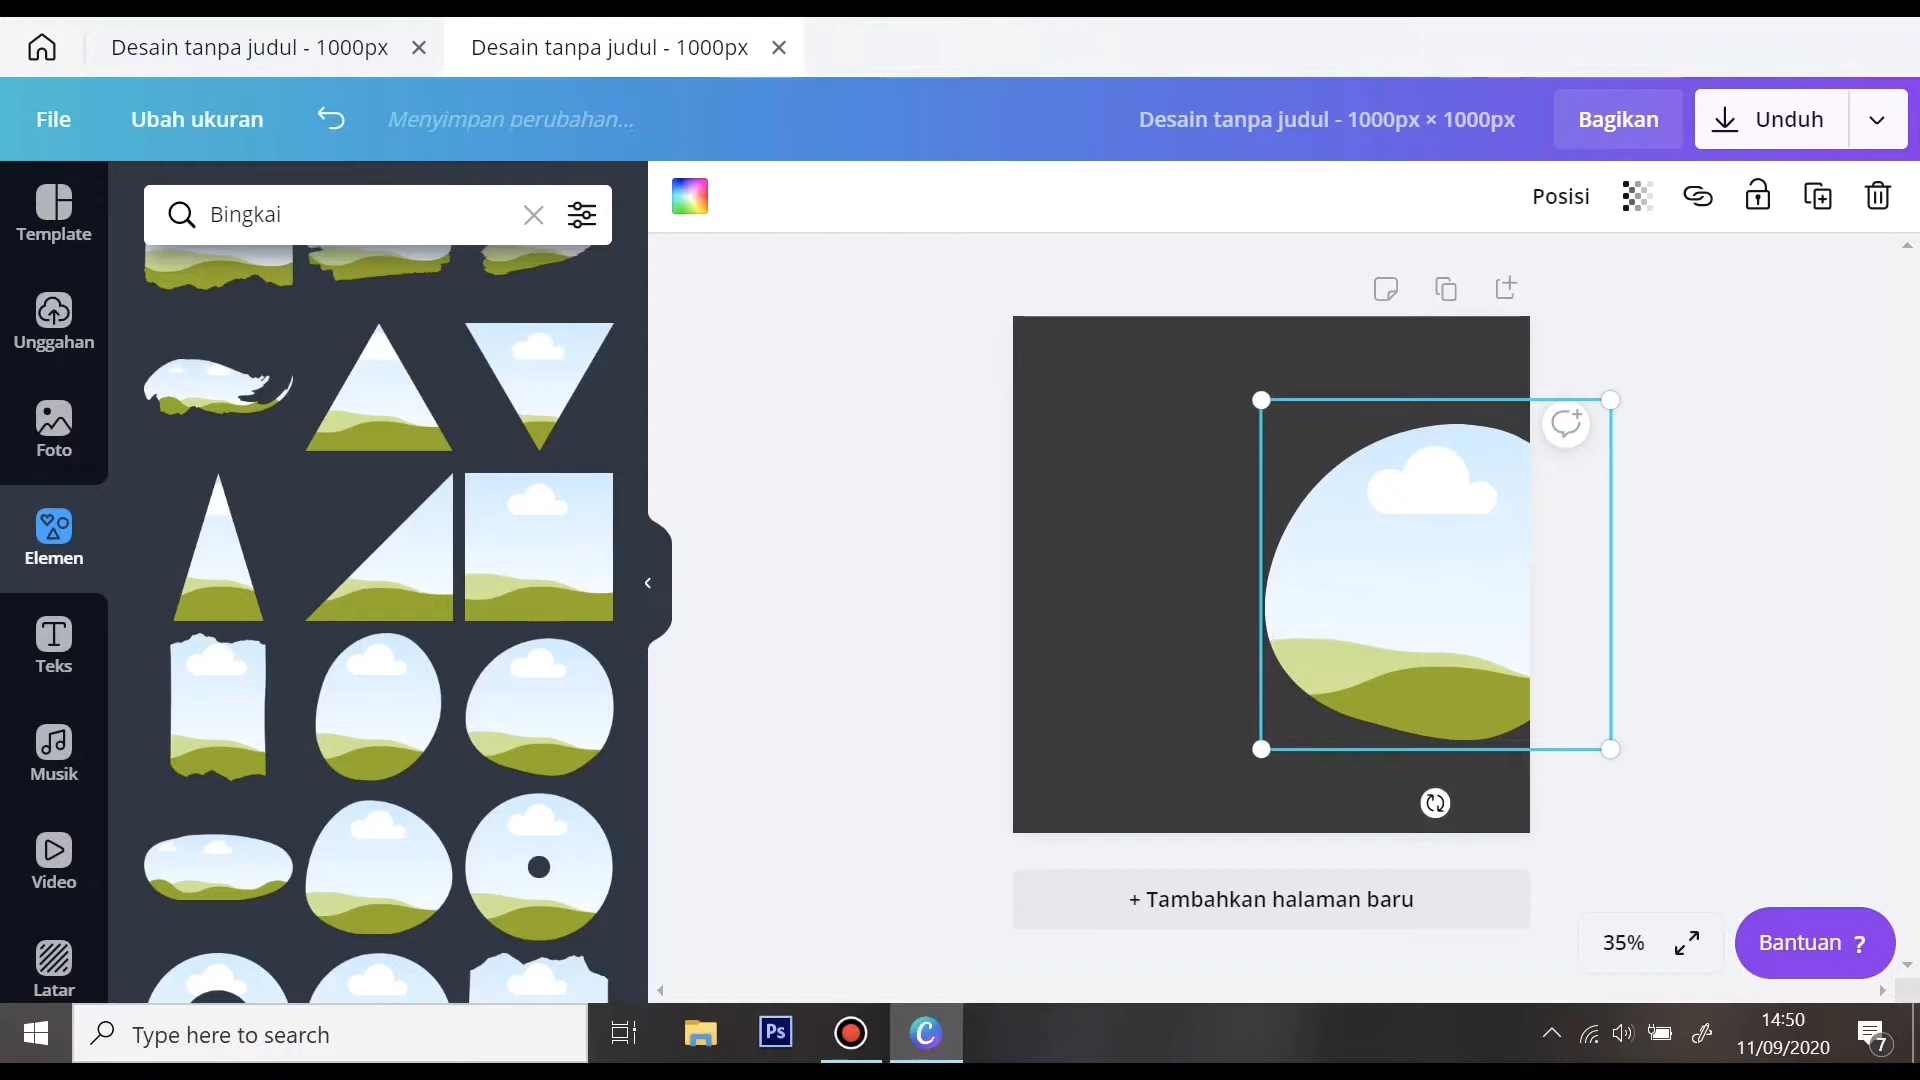 Desain tanpa judul - 1000px
Desain tanpa judul - 1000px
File
Ubah ukuran
Menyimpan perubahan...
Desain tanpa judul - 1000px × 1000px
Bagikan
Unduh
Template
Unggahan
Foto
Elemen
Teks
Musik
Video
Latar
Bingkai
Posisi
+ Tambahkan halaman baru
35%
Bantuan ?
Type here to search
Ps
14:50
11/09/2020
7